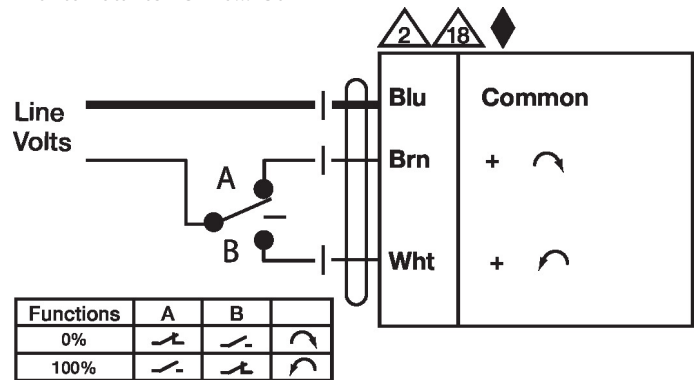 2 18
Line
Volts
Blu Common
Brn +
A
B
Wht +
Functions A B
0%
100%